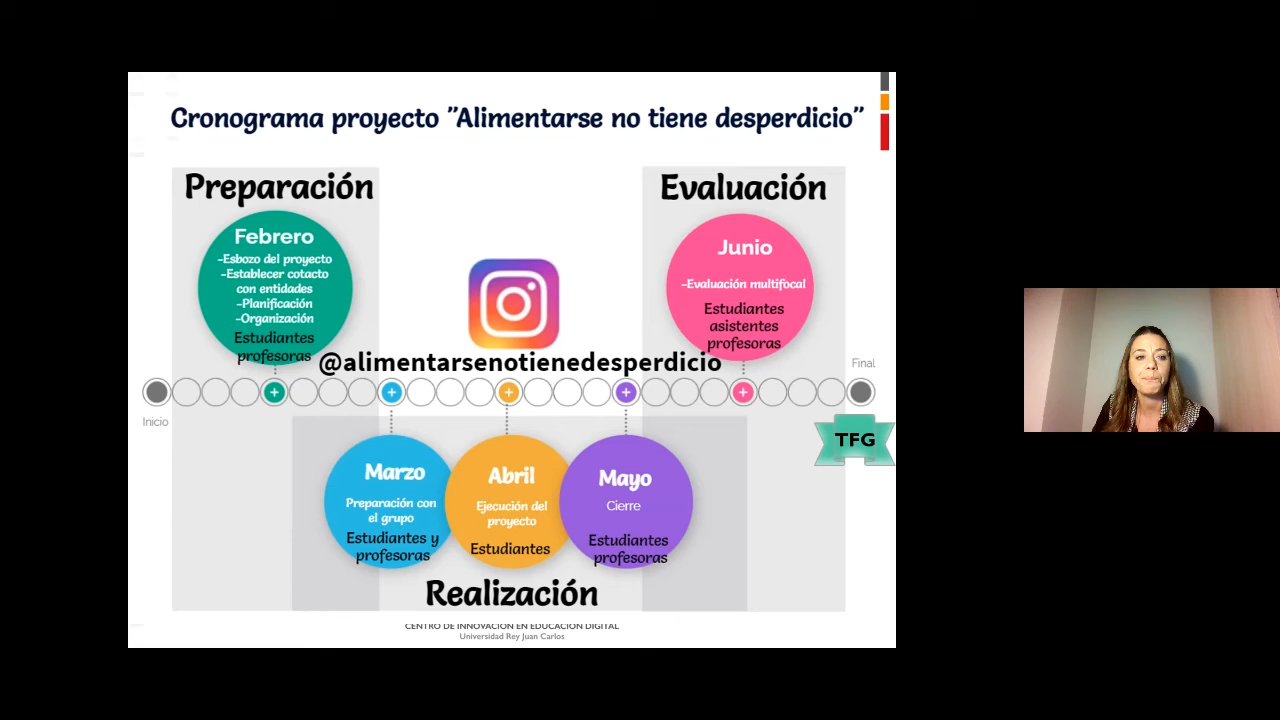 Cronograma proyecto "Alimentarse no tiene desperdicio"
Preparación
Febrero
-Esbozo del proyecto
-Establecer cotacto
con entidades
-Planificación
-Organización
Estudiantes
profesoras
Evaluación
Junio
-Evaluación multifocal
Estudiantes
asistentes
profesoras
@alimentarsenotienedesperdicio
Final
Inicio
TFG
Marzo
Preparación con
el grupo
Estudiantes y
profesoras
Abril
Ejecución del
proyecto
Estudiantes
Mayo
Cierre
Estudiantes
profesoras
Realización
CENTRO DE INNOVACIÓN EN EDUCACIÓN DIGITAL
Universidad Rey Juan Carlos